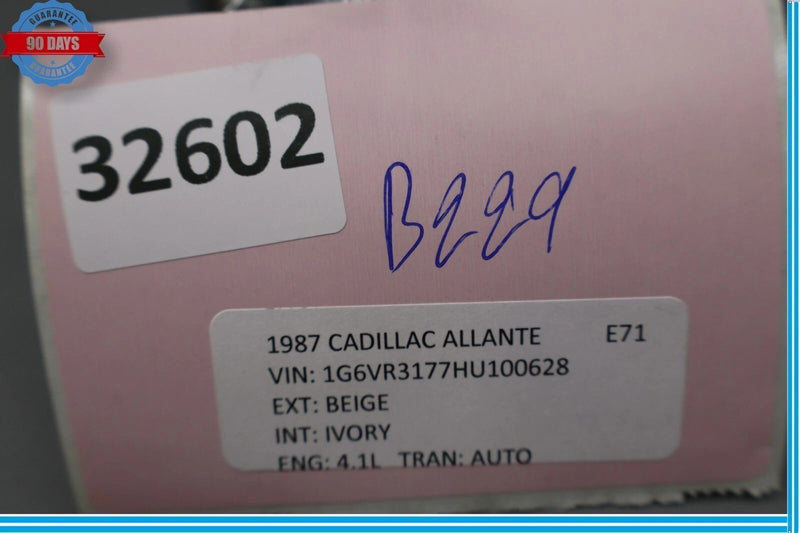 GUARANTEE
90 DAYS
GUARANTEE
32602
B229
1987 CADILLAC ALLANTE E71
VIN: 1G6VR3177HU100628
EXT: BEIGE
INT: IVORY
ENG: 4.1L TRAN: AUTO